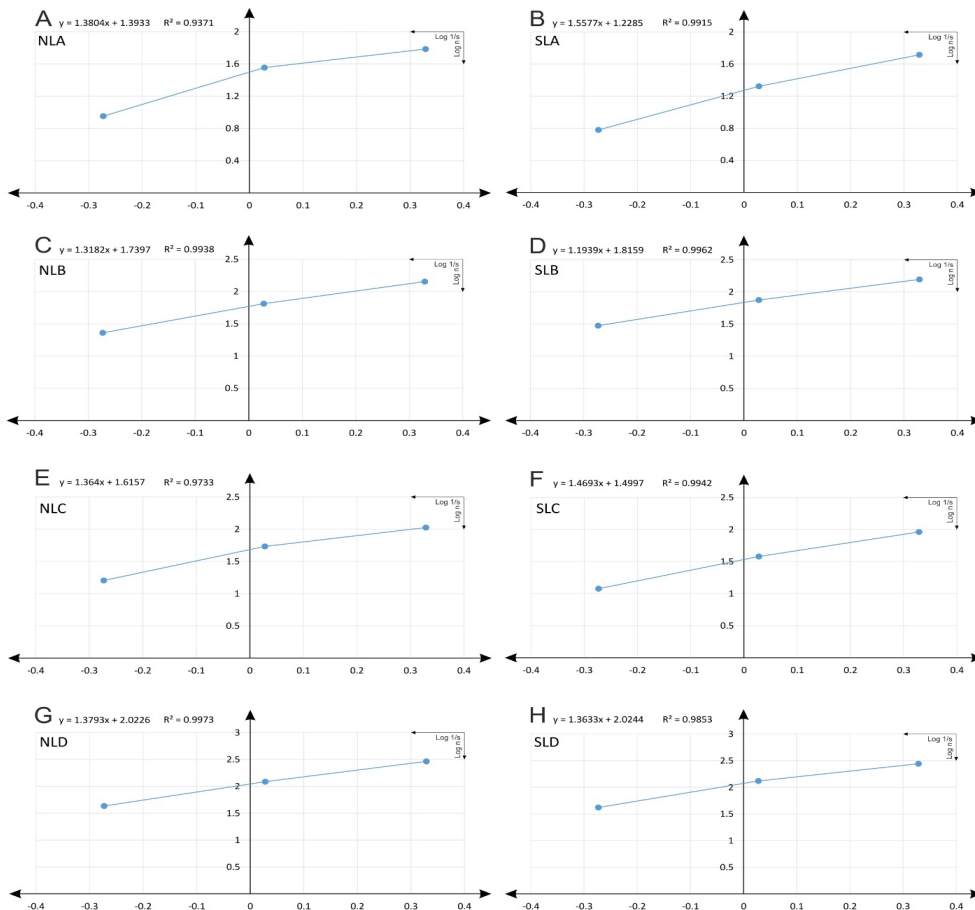 A y = 1.3804x + 1.3933 R² = 0.9371
NLA
Log 1/s
Log n
2
1.6
1.2
0.8
0.4
-0.4 -0.3 -0.2 -0.1 0 0.1 0.2 0.3 0.4
B y = 1.5577x + 1.2285 R² = 0.9915
SLA
Log 1/s
Log n
2
1.6
1.2
0.8
0.4
-0.4 -0.3 -0.2 -0.1 0 0.1 0.2 0.3 0.4
C y = 1.3182x + 1.7397 R² = 0.9938
NLB
Log 1/s
Log n
2.5
2
1.5
1
0.5
-0.4 -0.3 -0.2 -0.1 0 0.1 0.2 0.3 0.4
D y = 1.1939x + 1.8159 R² = 0.9962
SLB
Log 1/s
Log n
2.5
2
1.5
1
0.5
-0.4 -0.3 -0.2 -0.1 0 0.1 0.2 0.3 0.4
E y = 1.364x + 1.6157 R² = 0.9733
NLC
Log 1/s
Log n
2.5
2
1.5
1
0.5
-0.4 -0.3 -0.2 -0.1 0 0.1 0.2 0.3 0.4
F y = 1.4693x + 1.4997 R² = 0.9942
SLC
Log 1/s
Log n
2.5
2
1.5
1
0.5
-0.4 -0.3 -0.2 -0.1 0 0.1 0.2 0.3 0.4
G y = 1.3793x + 2.0226 R² = 0.9973
NLD
Log 1/s
Log n
3
2.5
2
1.5
1
0.5
-0.4 -0.3 -0.2 -0.1 0 0.1 0.2 0.3 0.4
H y = 1.3633x + 2.0244 R² = 0.9853
SLD
Log 1/s
Log n
3
2.5
2
1.5
1
0.5
-0.4 -0.3 -0.2 -0.1 0 0.1 0.2 0.3 0.4